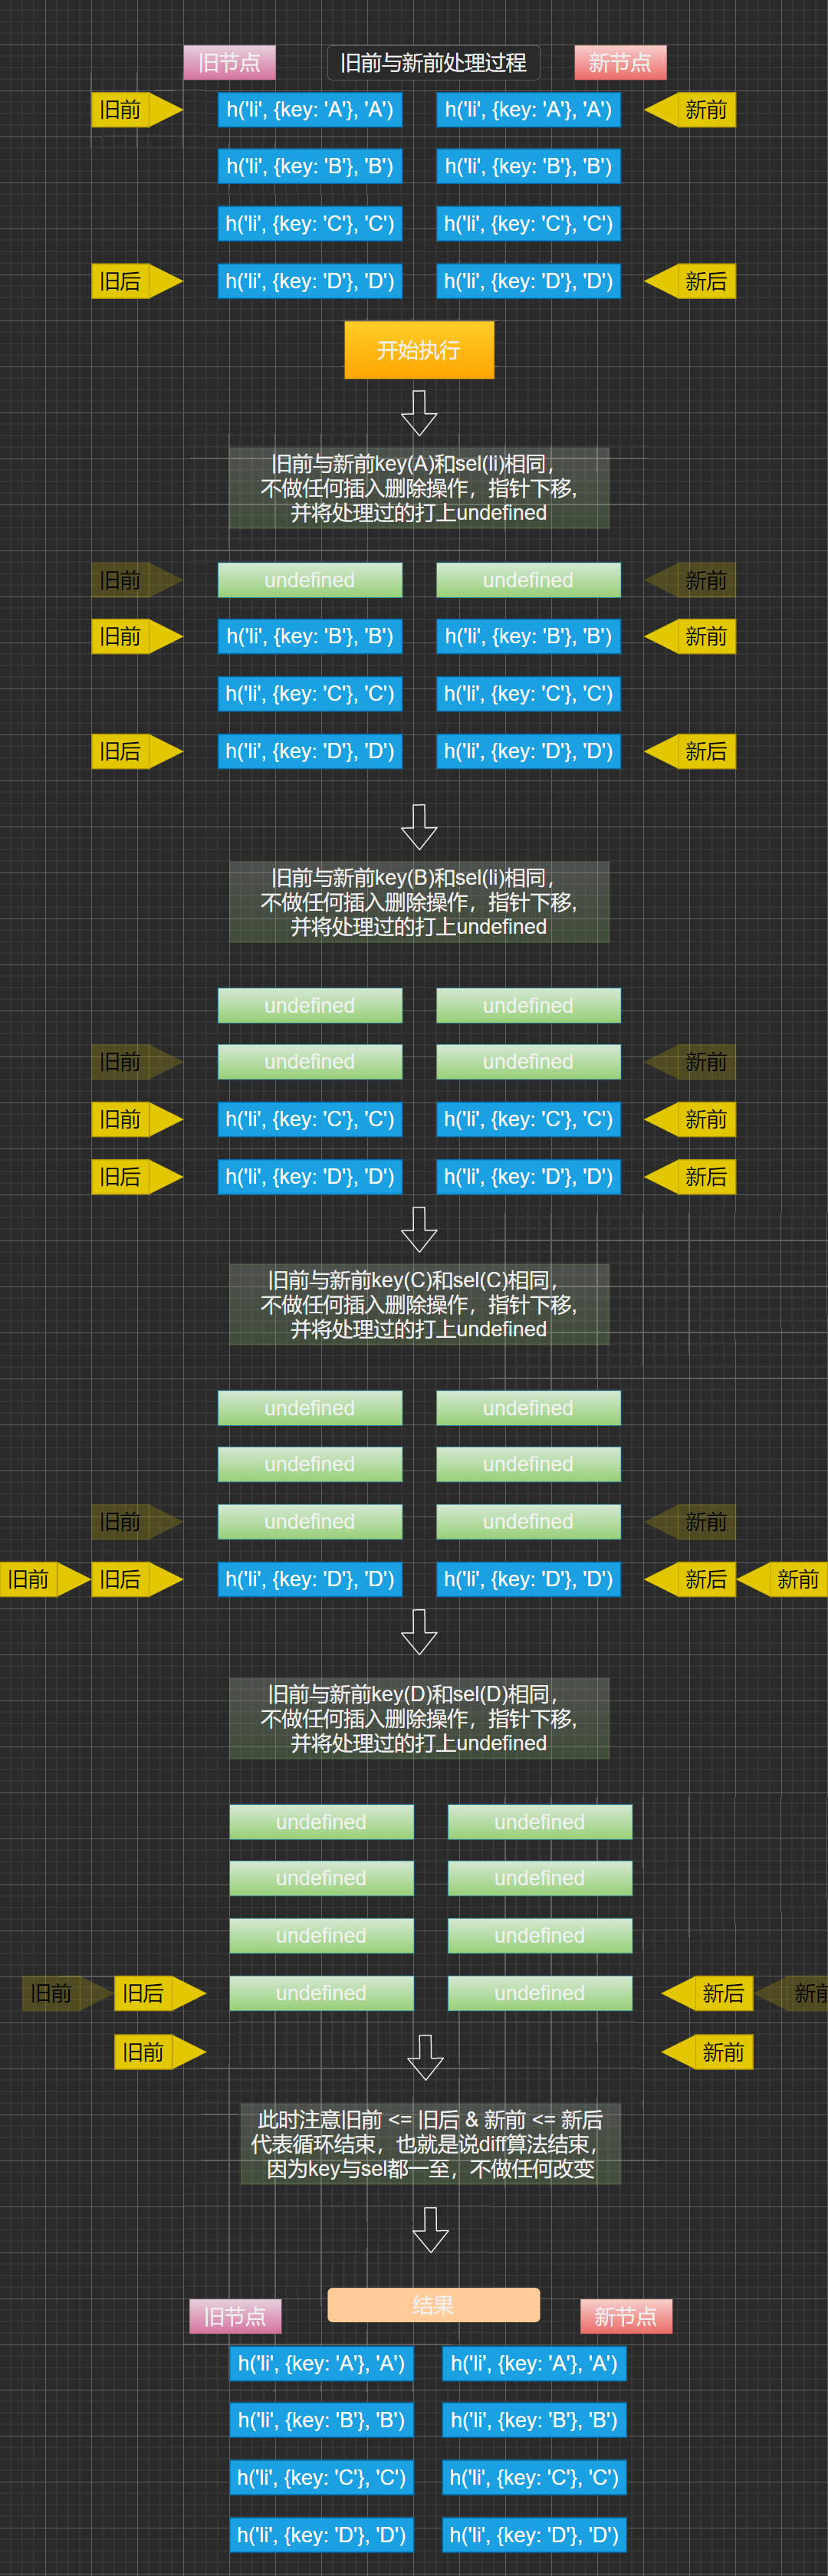 旧节点 旧前与新前处理过程 新节点
旧前 h('li', {key: 'A'}, 'A') h('li', {key: 'A'}, 'A') 新前
h('li', {key: 'B'}, 'B') h('li', {key: 'B'}, 'B')
h('li', {key: 'C'}, 'C') h('li', {key: 'C'}, 'C')
旧后 h('li', {key: 'D'}, 'D') h('li', {key: 'D'}, 'D') 新后
开始执行
旧前与新前key(A)和sel(li)相同，
不做任何插入删除操作，指针下移,
并将处理过的打上undefined
旧前 undefined undefined 新前
旧前 h('li', {key: 'B'}, 'B') h('li', {key: 'B'}, 'B') 新前
h('li', {key: 'C'}, 'C') h('li', {key: 'C'}, 'C')
旧后 h('li', {key: 'D'}, 'D') h('li', {key: 'D'}, 'D') 新后
旧前与新前key(B)和sel(li)相同，
不做任何插入删除操作，指针下移,
并将处理过的打上undefined
undefined undefined
旧前 undefined undefined 新前
旧前 h('li', {key: 'C'}, 'C') h('li', {key: 'C'}, 'C') 新前
旧后 h('li', {key: 'D'}, 'D') h('li', {key: 'D'}, 'D') 新后
旧前与新前key(C)和sel(C)相同，
不做任何插入删除操作，指针下移,
并将处理过的打上undefined
undefined undefined
undefined undefined
旧前 undefined undefined 新前
旧前 旧后 h('li', {key: 'D'}, 'D') h('li', {key: 'D'}, 'D') 新后 新前
旧前与新前key(D)和sel(D)相同，
不做任何插入删除操作，指针下移,
并将处理过的打上undefined
undefined undefined
undefined undefined
undefined undefined
旧前 旧后 undefined undefined 新后 新前
旧前 新前
此时注意旧前 <= 旧后 & 新前 <= 新后
代表循环结束，也就是说diff算法结束，
因为key与sel都一至，不做任何改变
旧节点 结果 新节点
h('li', {key: 'A'}, 'A') h('li', {key: 'A'}, 'A')
h('li', {key: 'B'}, 'B') h('li', {key: 'B'}, 'B')
h('li', {key: 'C'}, 'C') h('li', {key: 'C'}, 'C')
h('li', {key: 'D'}, 'D') h('li', {key: 'D'}, 'D')